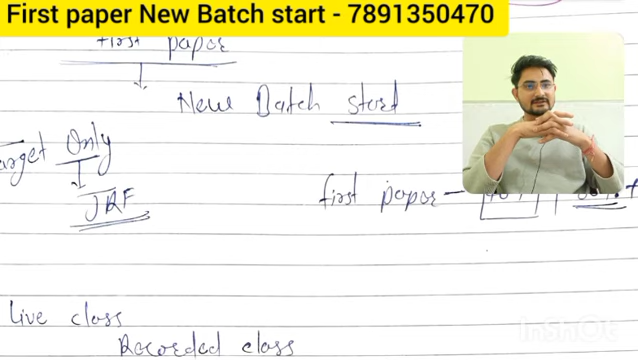 First paper New Batch start - 7891350470
first paper
New Batch start
Target Only
JRF
first paper -
Live class
Recorded class
InShOt